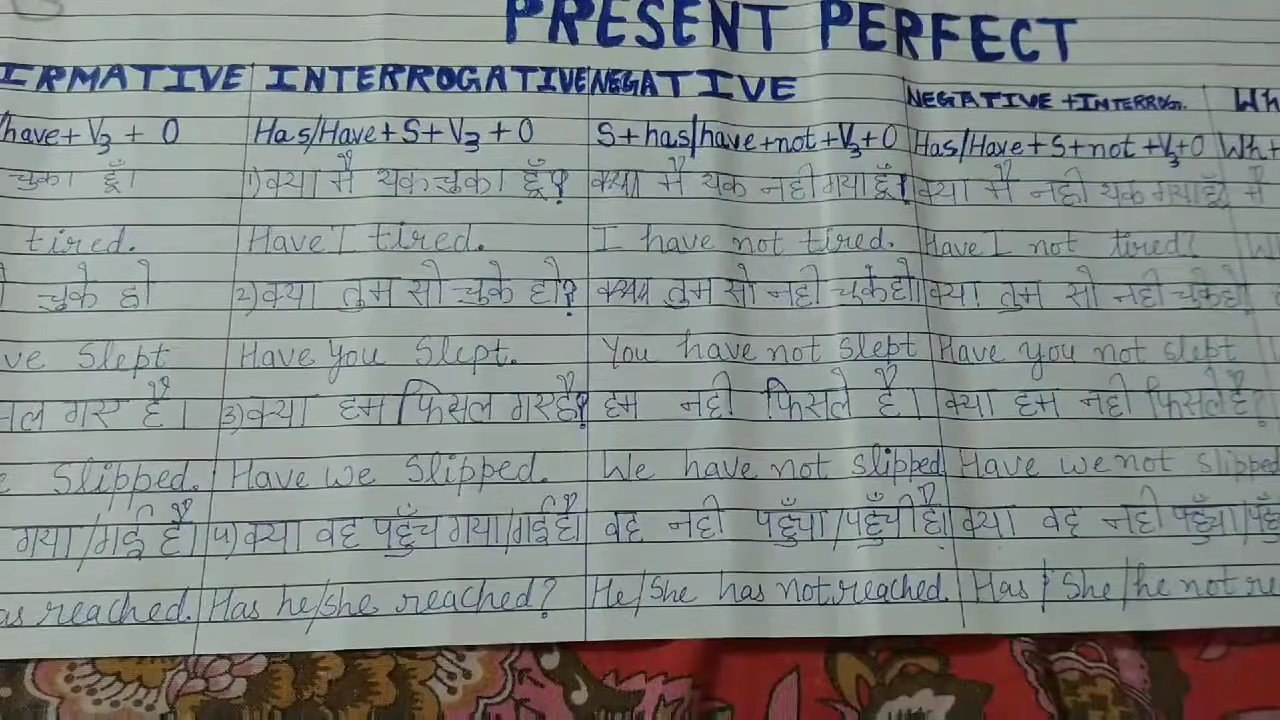 PRESENT PERFECT
IRMATIVE INTERROGATIVE NEGATIVE NEGATIVE + INTERROG. Wh
have + V3 + O Has/Have + S + V3 + O S + has/have + not + V3 + O Has/Have + S + not + V3 + O Wh +
चुका हूँ। 1) क्या मैं थक चुका हूँ? क्या मैं थक नही गया हूँ। क्या मैं नही थक गया हूँ
tired. Have I tired. I have not tired. Have I not tired?
चुके हो 2) क्या तुम सो चुके हो? तुम सो नही चुके हो क्या तुम सो नही चुके हो
ve Slept Have you Slept. You have not slept Have you not slept
गए हैं। 3) क्या हम फिसल गए हैं? हम नही फिसले हैं। क्या हम नही फिसले हैं?
Slipped. Have we Slipped. We have not slipped Have we not slipped
गया/गई है। 4) क्या वह पहुँच गया/गई है। वह नही पहुँचा/पहुँची है। क्या वह नही पहुँचा/पहुँ
as reached. Has he/she reached? He/She has not reached. Has She/he not re